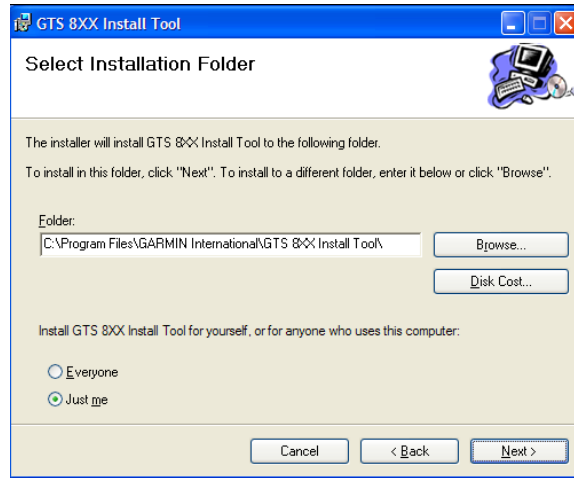 GTS 8XX Install Tool
Select Installation Folder
The installer will install GTS 8XX Install Tool to the following folder.
To install in this folder, click "Next". To install to a different folder, enter it below or click "Browse".
Folder:
C:\Program Files\GARMIN International\GTS 8XX Install Tool\
Browse...
Disk Cost...
Install GTS 8XX Install Tool for yourself, or for anyone who uses this computer:
Everyone
Just me
Cancel
< Back
Next >